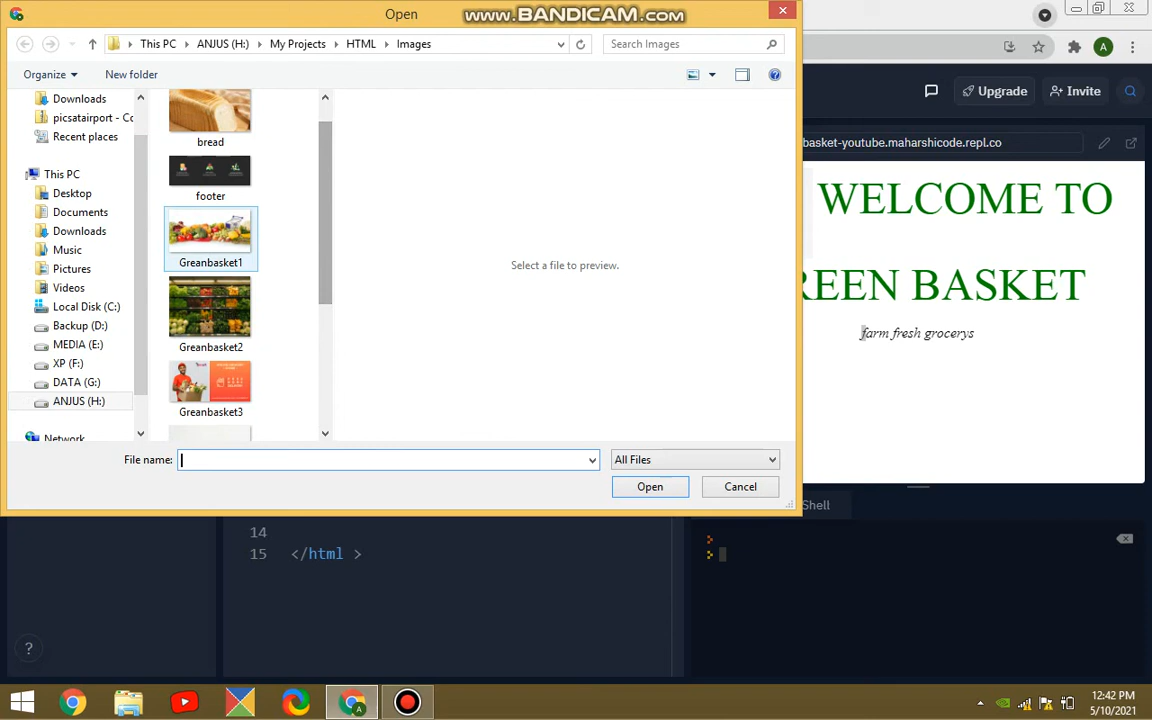 Open
www.BANDICAM.com
This PC
ANJUS (H:)
My Projects
HTML
Images
Search Images
Organize
New folder
Downloads
picsatairport - Co
Recent places
This PC
Desktop
Documents
Downloads
Music
Pictures
Videos
Local Disk (C:)
Backup (D:)
MEDIA (E:)
XP (F:)
DATA (G:)
ANJUS (H:)
Network
bread
footer
Greanbasket1
Greanbasket2
Greanbasket3
Select a file to preview.
File name:
All Files
Open
Cancel
A
Upgrade
Invite
basket-youtube.maharshicode.repl.co
WELCOME TO
REEN BASKET
farm fresh grocerys
Shell
14
15 </html >
>
>
?
A
12:42 PM
5/10/2021